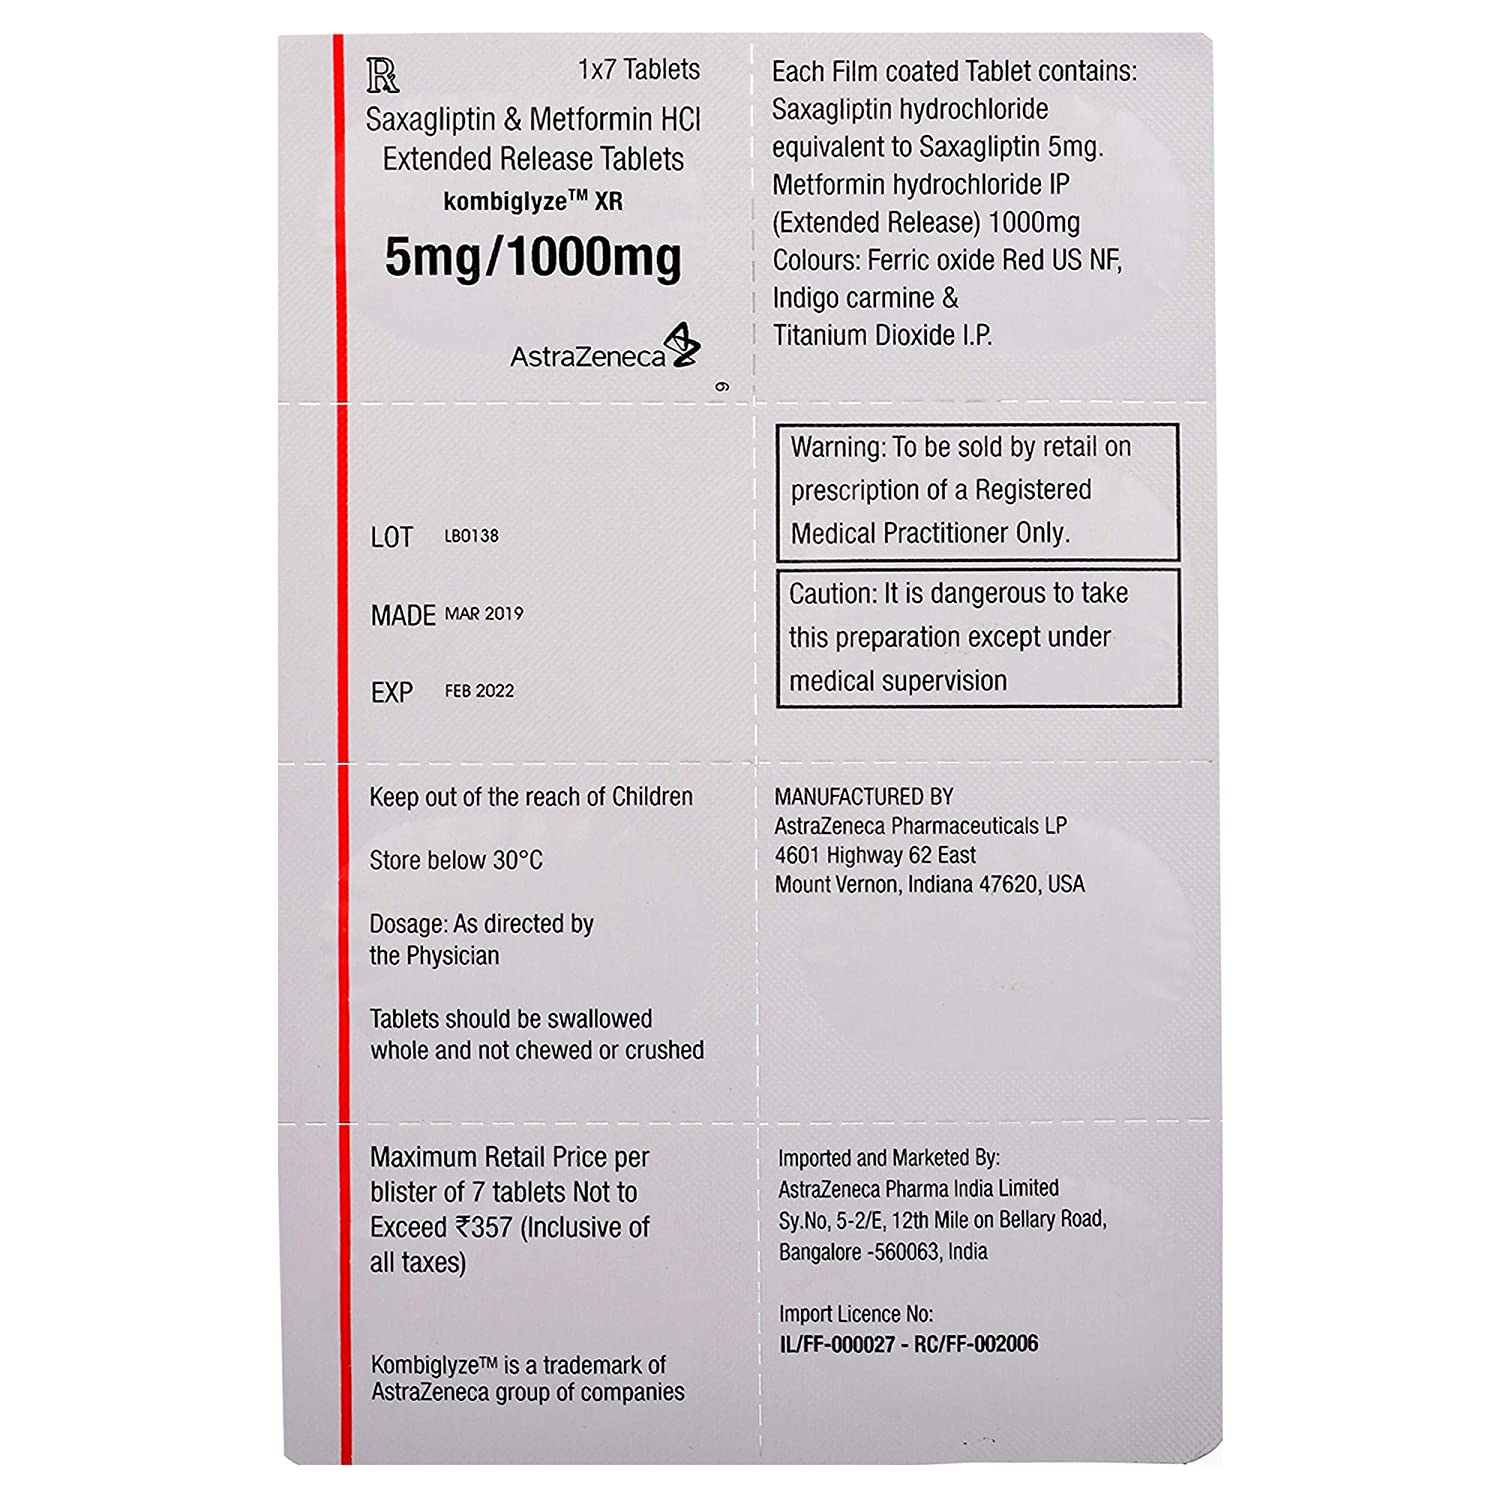 R
1x7 Tablets
Saxagliptin & Metformin HCl
Extended Release Tablets
kombiglyze™ XR
5mg/1000mg
AstraZeneca
6
Each Film coated Tablet contains:
Saxagliptin hydrochloride
equivalent to Saxagliptin 5mg.
Metformin hydrochloride IP
(Extended Release) 1000mg
Colours: Ferric oxide Red US NF,
Indigo carmine &
Titanium Dioxide I.P.
LOT LB0138
MADE MAR 2019
EXP FEB 2022
Warning: To be sold by retail on
prescription of a Registered
Medical Practitioner Only.
Caution: It is dangerous to take
this preparation except under
medical supervision
Keep out of the reach of Children
Store below 30°C
Dosage: As directed by
the Physician
Tablets should be swallowed
whole and not chewed or crushed
MANUFACTURED BY
AstraZeneca Pharmaceuticals LP
4601 Highway 62 East
Mount Vernon, Indiana 47620, USA
Maximum Retail Price per
blister of 7 tablets Not to
Exceed ₹357 (Inclusive of
all taxes)
Kombiglyze™ is a trademark of
AstraZeneca group of companies
Imported and Marketed By:
AstraZeneca Pharma India Limited
Sy.No, 5-2/E, 12th Mile on Bellary Road,
Bangalore -560063, India
Import Licence No:
IL/FF-000027 - RC/FF-002006